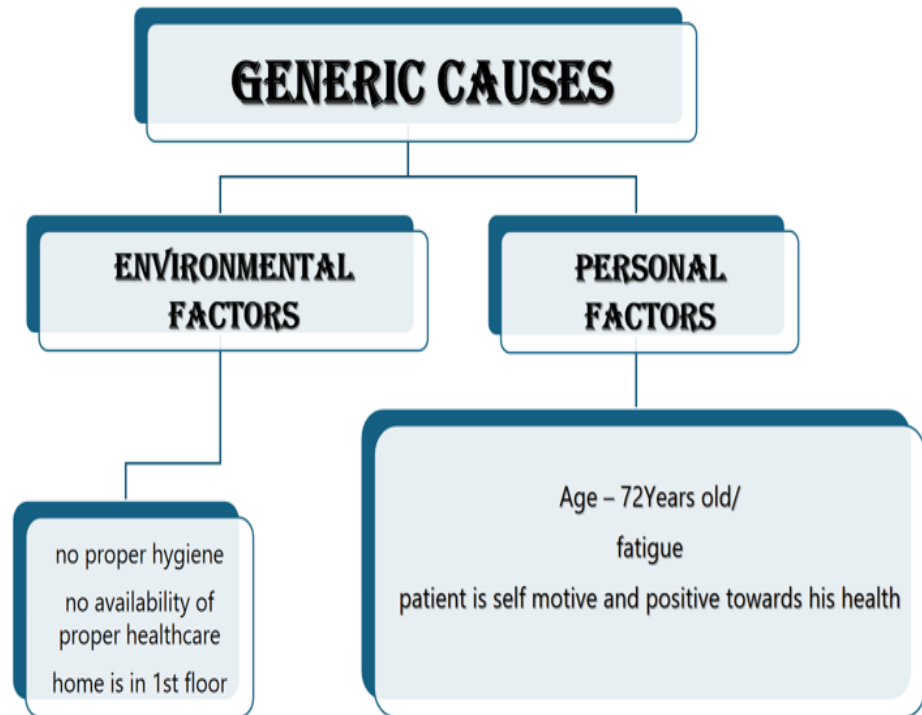 GENERIC CAUSES
ENVIRONMENTAL
FACTORS
PERSONAL
FACTORS
no proper hygiene
no availability of
proper healthcare
home is in 1st floor
Age – 72Years old/
fatigue
patient is self motive and positive towards his health